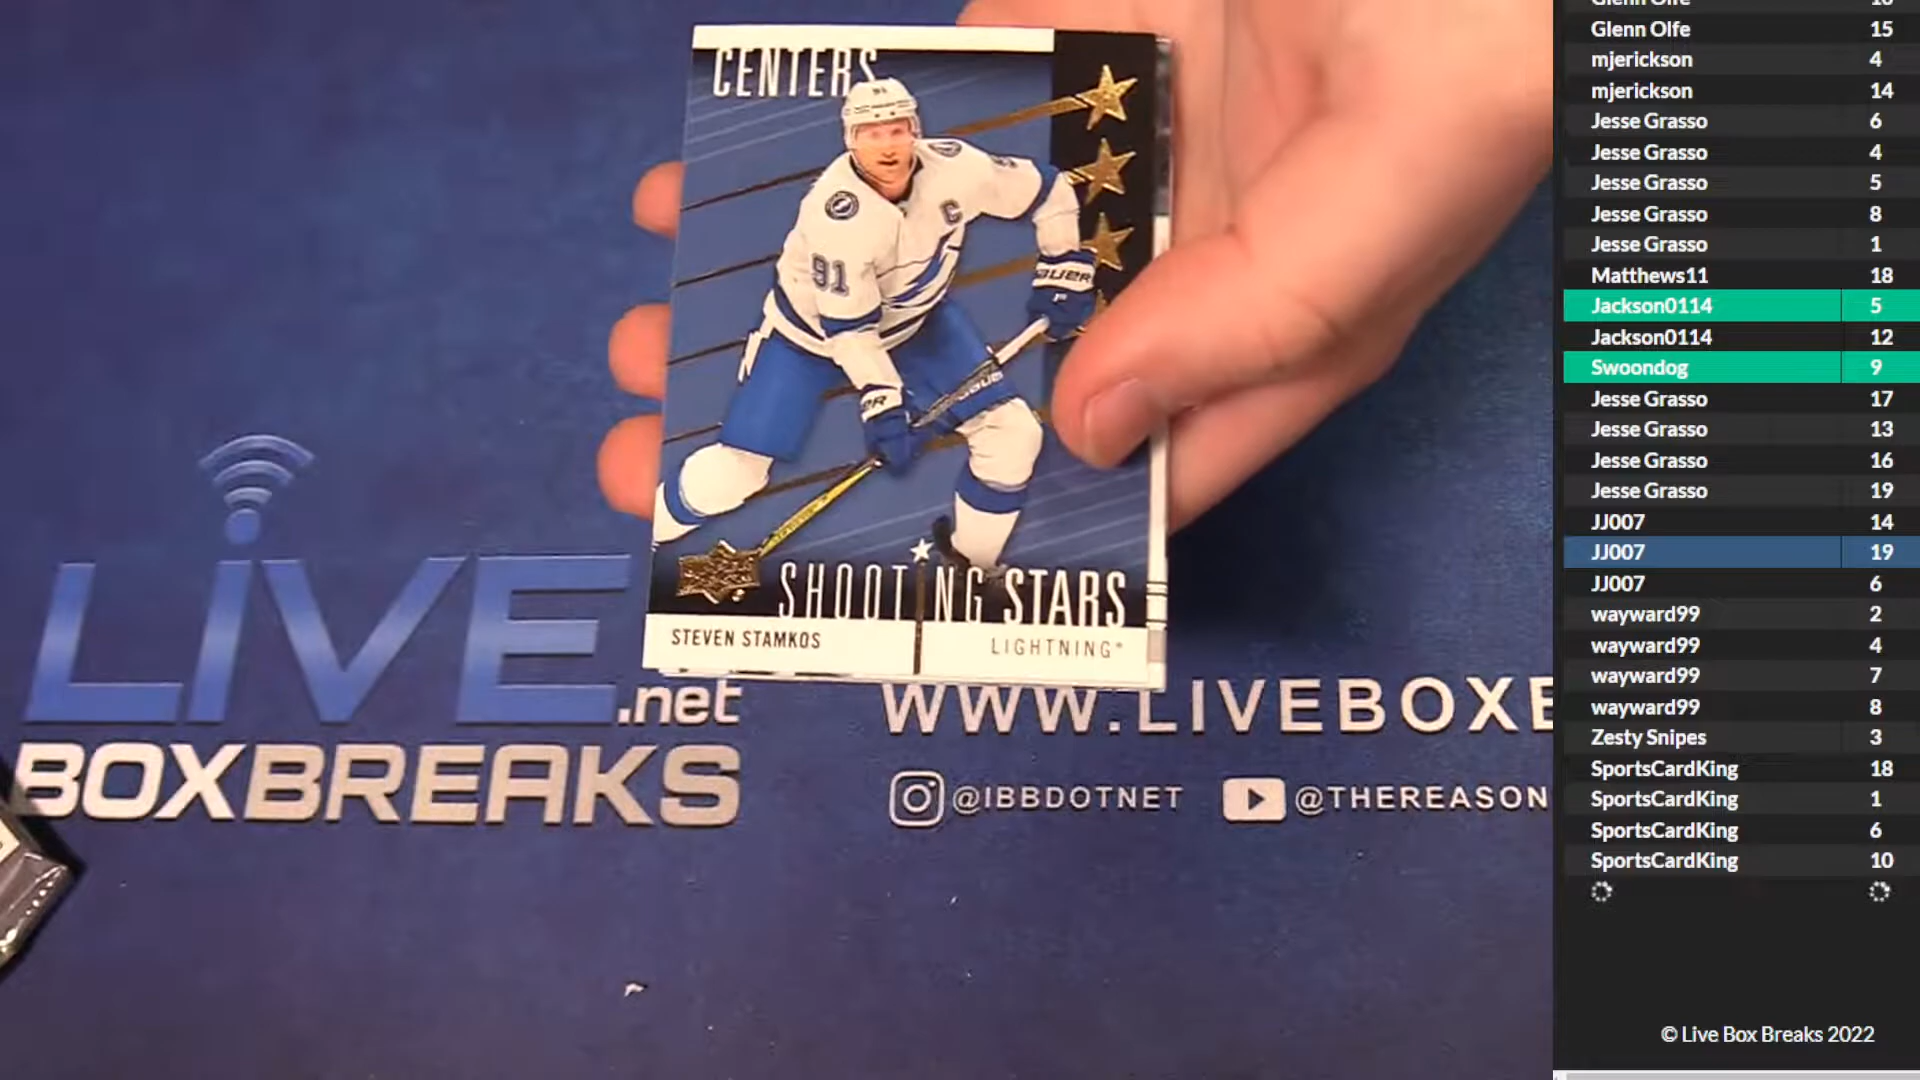 CENTERS
91
C
91
BAUER
SHOOTING STARS
STEVEN STAMKOS
LIGHTNING
LiVE.net
BOXBREAKS
WWW.LIVEBOXB
@IBBDOTNET
@THEREASON
Glenn Olfe 15
mjerickson 4
mjerickson 14
Jesse Grasso 6
Jesse Grasso 4
Jesse Grasso 5
Jesse Grasso 8
Jesse Grasso 1
Matthews11 18
Jackson0114 5
Jackson0114 12
Swoondog 9
Jesse Grasso 17
Jesse Grasso 13
Jesse Grasso 16
Jesse Grasso 19
JJ007 14
JJ007 19
JJ007 6
wayward99 2
wayward99 4
wayward99 7
wayward99 8
Zesty Snipes 3
SportsCardKing 18
SportsCardKing 1
SportsCardKing 6
SportsCardKing 10
© Live Box Breaks 2022